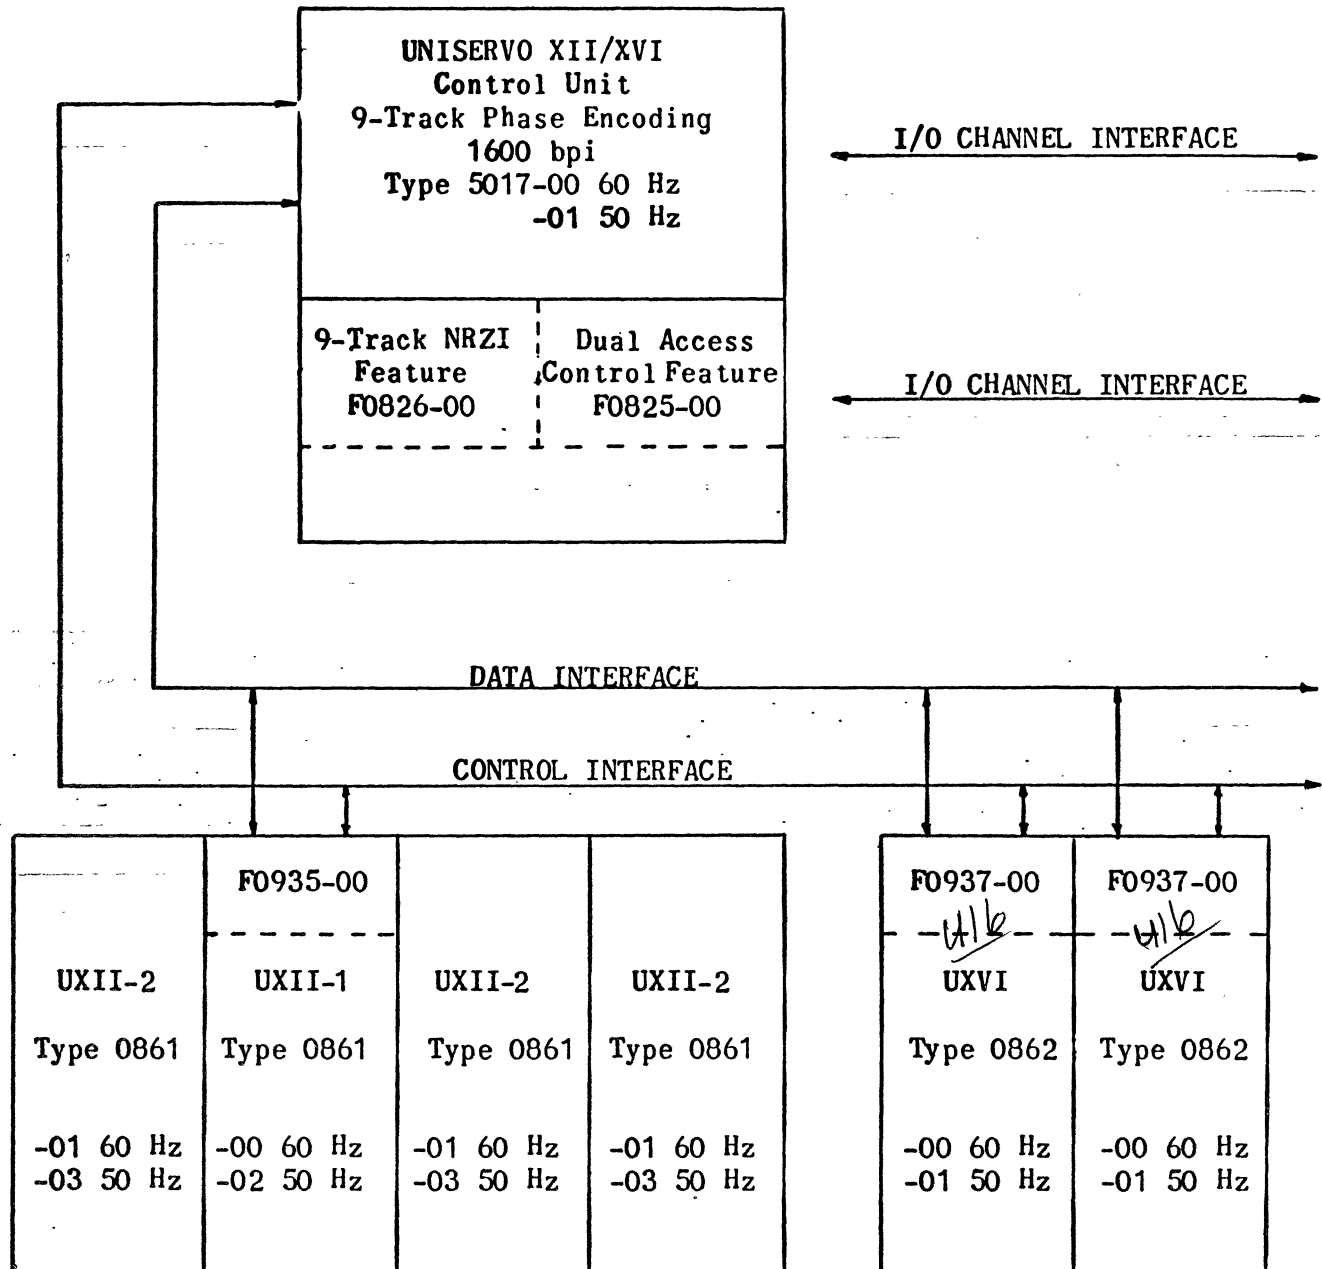 UNISERVO XII/XVI
Control Unit
9-Track Phase Encoding
1600 bpi
Type 5017-00 60 Hz
-01 50 Hz
I/O CHANNEL INTERFACE
9-Track NRZI
Feature
F0826-00
Dual Access
Control Feature
F0825-00
I/O CHANNEL INTERFACE
DATA INTERFACE
CONTROL INTERFACE
UXII-2
Type 0861
-01 60 Hz
-03 50 Hz
F0935-00
UXII-1
Type 0861
-00 60 Hz
-02 50 Hz
UXII-2
Type 0861
-01 60 Hz
-03 50 Hz
UXII-2
Type 0861
-01 60 Hz
-03 50 Hz
F0937-00
UXVI
Type 0862
-00 60 Hz
-01 50 Hz
F0937-00
UXVI
Type 0862
-00 60 Hz
-01 50 Hz